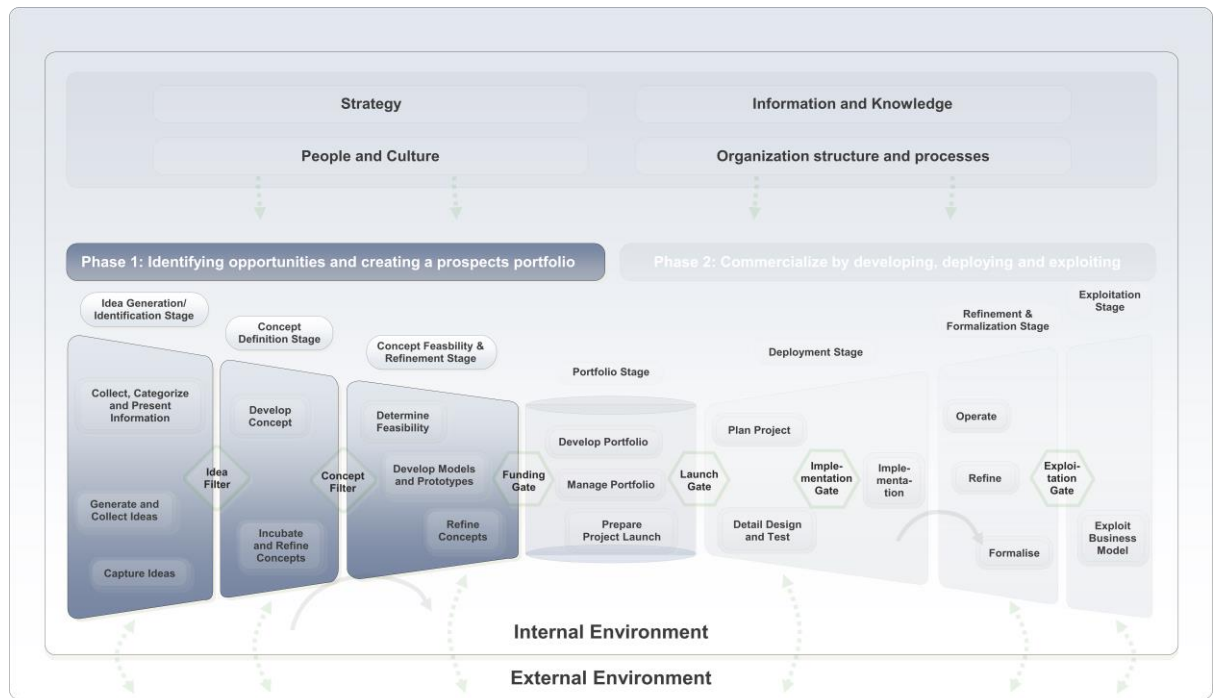 Strategy
Information and Knowledge
People and Culture
Organization structure and processes
Phase 1: Identifying opportunities and creating a prospects portfolio
Phase 2: Commercialize by developing, deploying and exploiting
Idea Generation/
Identification Stage
Concept
Definition Stage
Concept Feasbility &
Refinement Stage
Portfolio Stage
Deployment Stage
Refinement &
Formalization Stage
Exploitation
Stage
Collect, Categorize
and Present
Information
Generate and
Collect Ideas
Capture Ideas
Idea
Filter
Develop
Concept
Incubate
and Refine
Concepts
Concept
Filter
Determine
Feasibility
Develop Models
and Prototypes
Refine
Concepts
Funding
Gate
Develop Portfolio
Manage Portfolio
Prepare
Project Launch
Launch
Gate
Plan Project
Detail Design
and Test
Imple-
mentation
Gate
Imple-
menta-
tion
Operate
Refine
Formalise
Exploi-
tation
Gate
Exploit
Business
Model
Internal Environment
External Environment